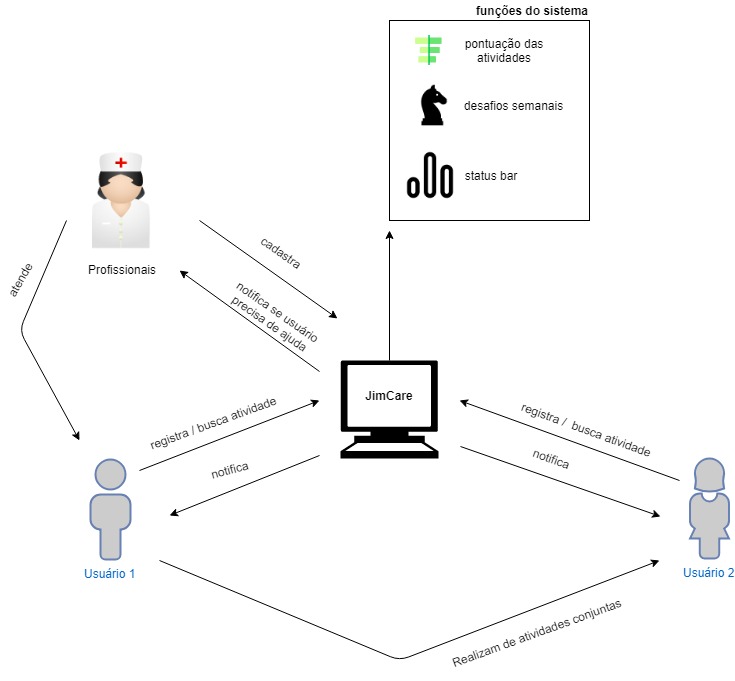 funções do sistema
pontuação das
atividades
desafios semanais
status bar
Profissionais
atende
cadastra
notifica se usuário
precisa de ajuda
JimCare
registra / busca atividade
notifica
registra /  busca atividade
notifica
Usuário 1
Usuário 2
Realizam de atividades conjuntas